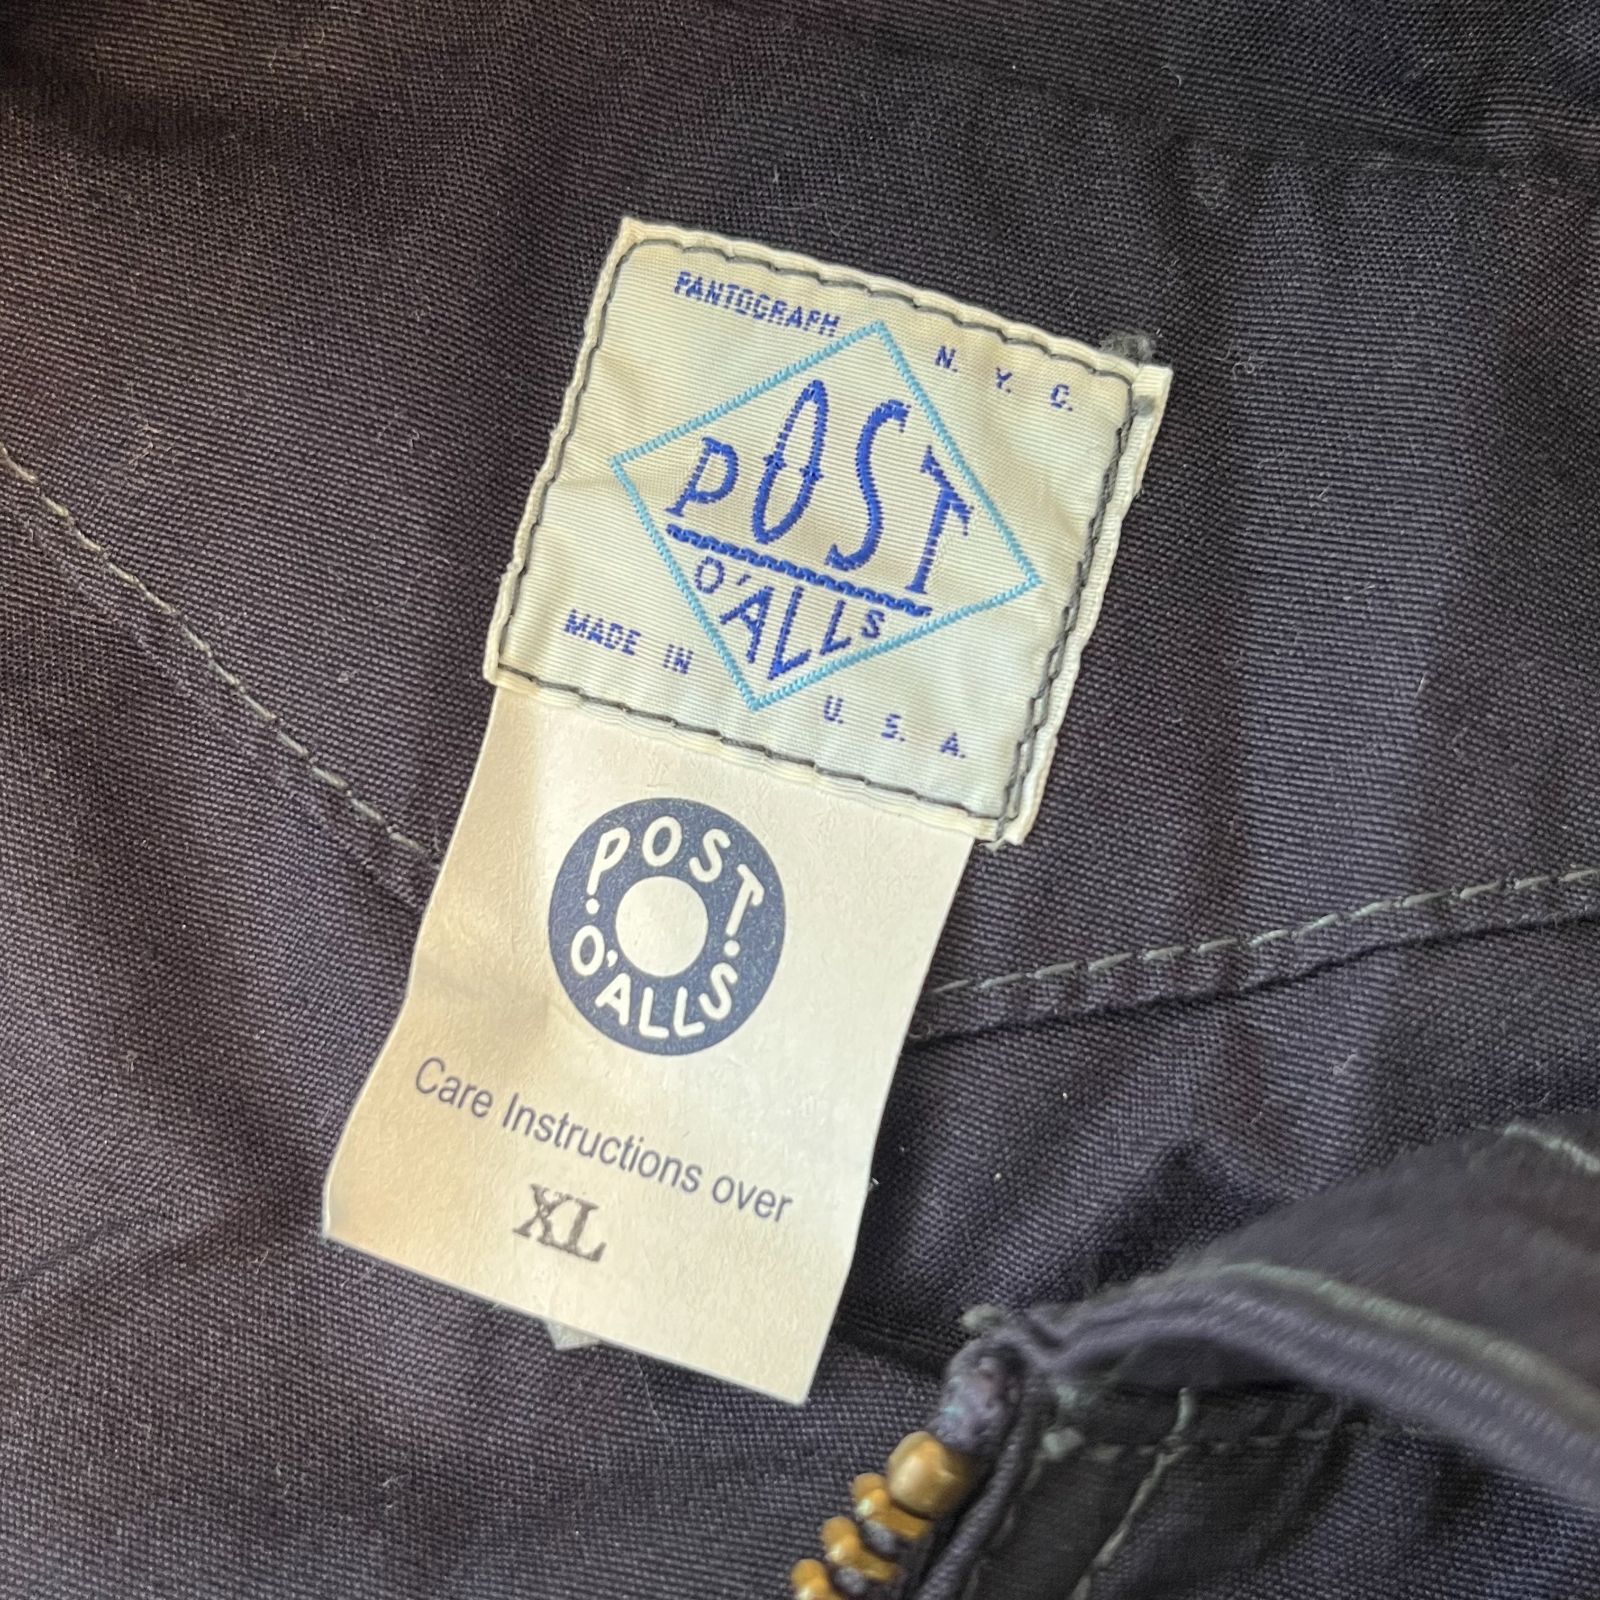 PANTOGRAPH N. Y. C.
POST
O'ALLS
MADE IN U. S. A.
POST
O'ALLS
Care Instructions over
XL